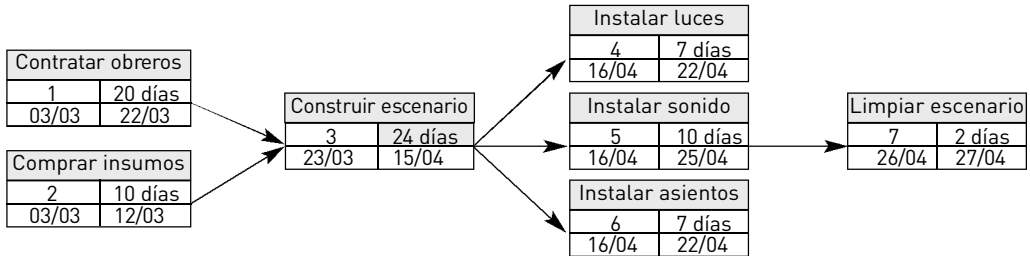 Contratar obreros
1 20 días
03/03 22/03
Comprar insumos
2 10 días
03/03 12/03
Construir escenario
3 24 días
23/03 15/04
Instalar luces
4 7 días
16/04 22/04
Instalar sonido
5 10 días
16/04 25/04
Instalar asientos
6 7 días
16/04 22/04
Limpiar escenario
7 2 días
26/04 27/04